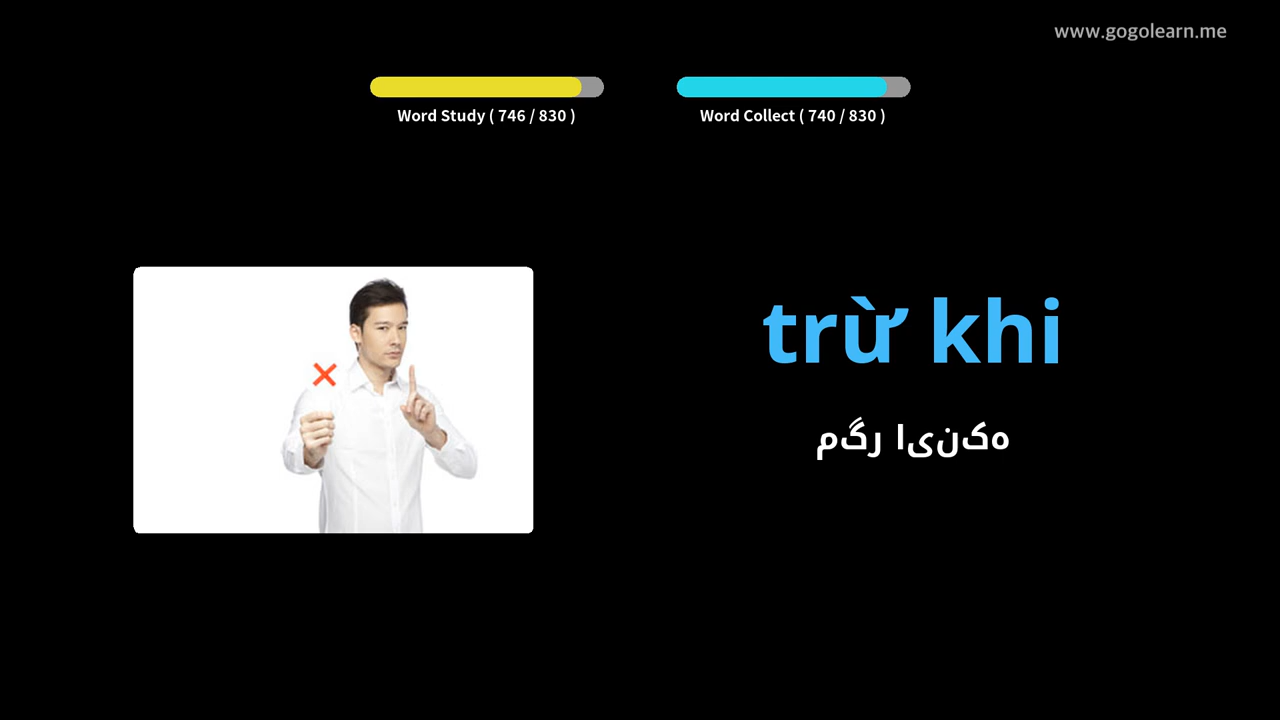 www.gogolearn.me
Word Study ( 746 / 830 )
Word Collect ( 740 / 830 )
trừ khi
مگر اینکه